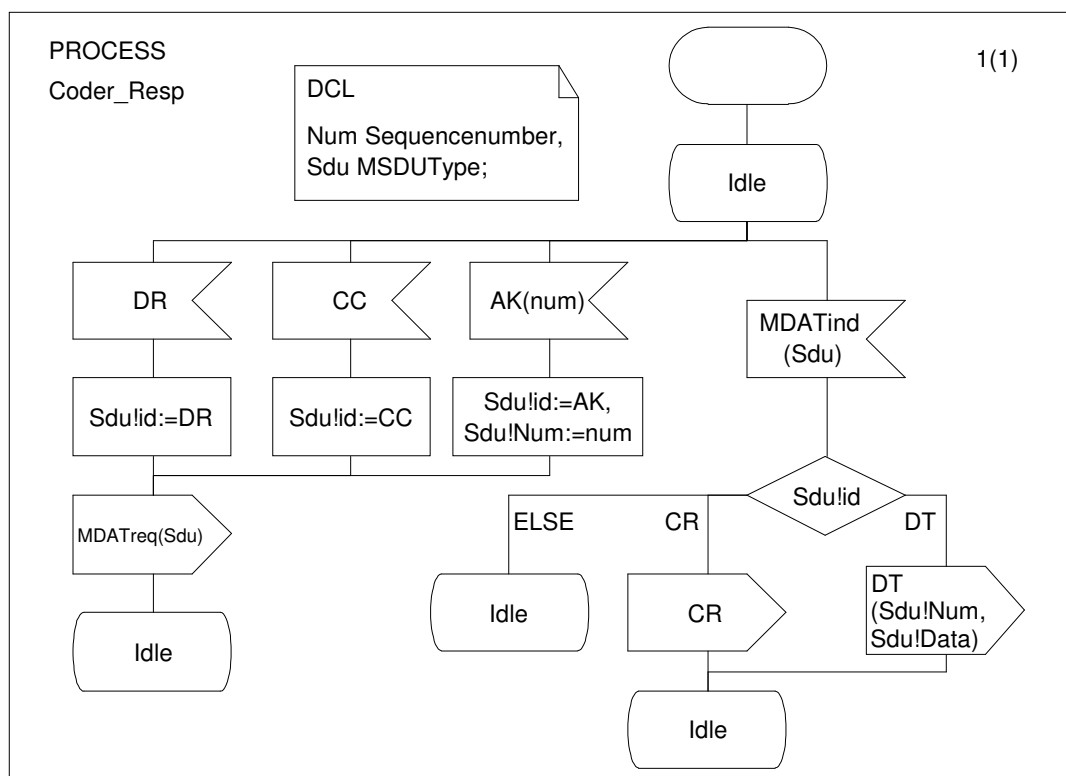 PROCESS
Coder_Resp
1(1)
DCL
Num Sequencenumber,
Sdu MSDUType;
Idle
DR
CC
AK(num)
MDATind
(Sdu)
Sdu!id:=DR
Sdu!id:=CC
Sdu!id:=AK,
Sdu!Num:=num
Sdu!id
ELSE
CR
DT
MDATreq(Sdu)
Idle
CR
DT
(Sdu!Num,
Sdu!Data)
Idle
Idle